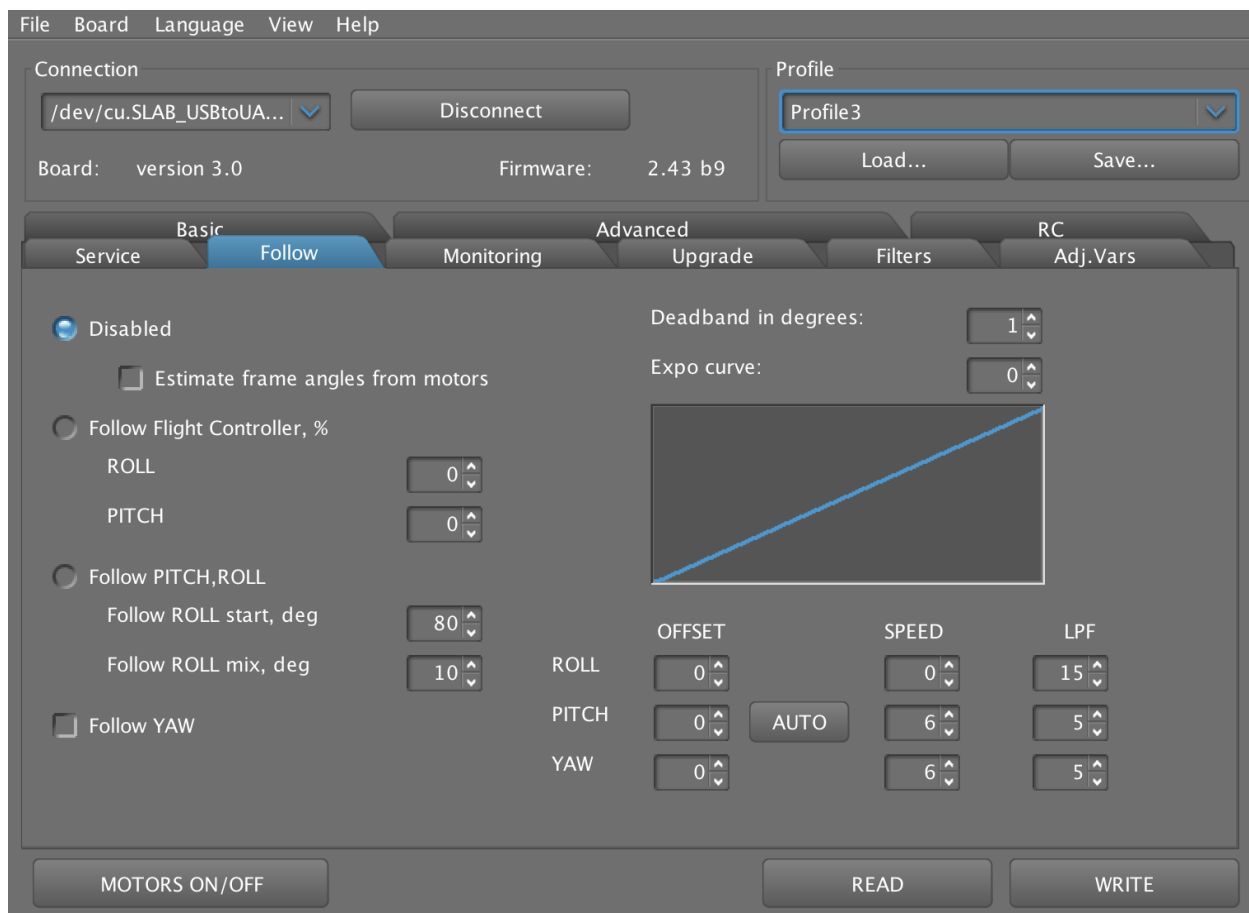 File Board Language View Help
Connection
Profile
/dev/cu.SLAB_USBtoUA...
Disconnect
Profile3
Board: version 3.0 Firmware: 2.43 b9
Load... Save...
Basic Advanced RC
Service Follow Monitoring Upgrade Filters Adj.Vars
Disabled
Estimate frame angles from motors
Follow Flight Controller, %
ROLL 0
PITCH 0
Follow PITCH,ROLL
Follow ROLL start, deg 80
Follow ROLL mix, deg 10
Follow YAW
Deadband in degrees: 1
Expo curve: 0
OFFSET SPEED LPF
ROLL 0 0 15
PITCH 0 AUTO 6 5
YAW 0 6 5
MOTORS ON/OFF READ WRITE